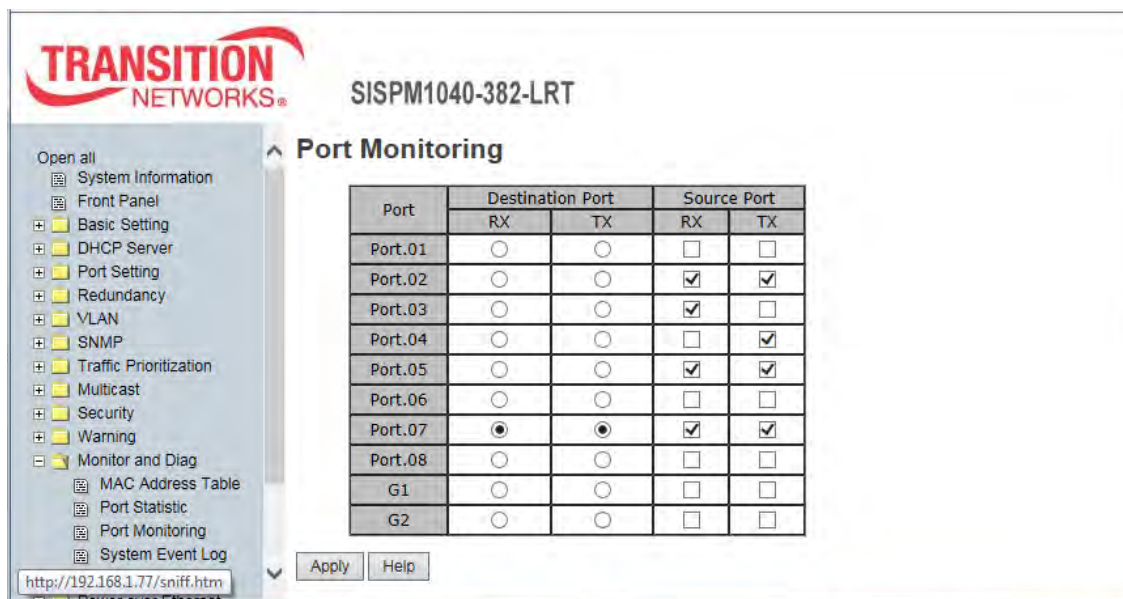 TRANSITION
NETWORKS®
SISPM1040-382-LRT
Open all
System Information
Front Panel
Basic Setting
DHCP Server
Port Setting
Redundancy
VLAN
SNMP
Traffic Prioritization
Multicast
Security
Warning
Monitor and Diag
MAC Address Table
Port Statistic
Port Monitoring
System Event Log
http://192.168.1.77/sniff.htm
Port Monitoring
Port Destination Port Source Port
RX TX RX TX
Port.01
Port.02
Port.03
Port.04
Port.05
Port.06
Port.07
Port.08
G1
G2
Apply Help